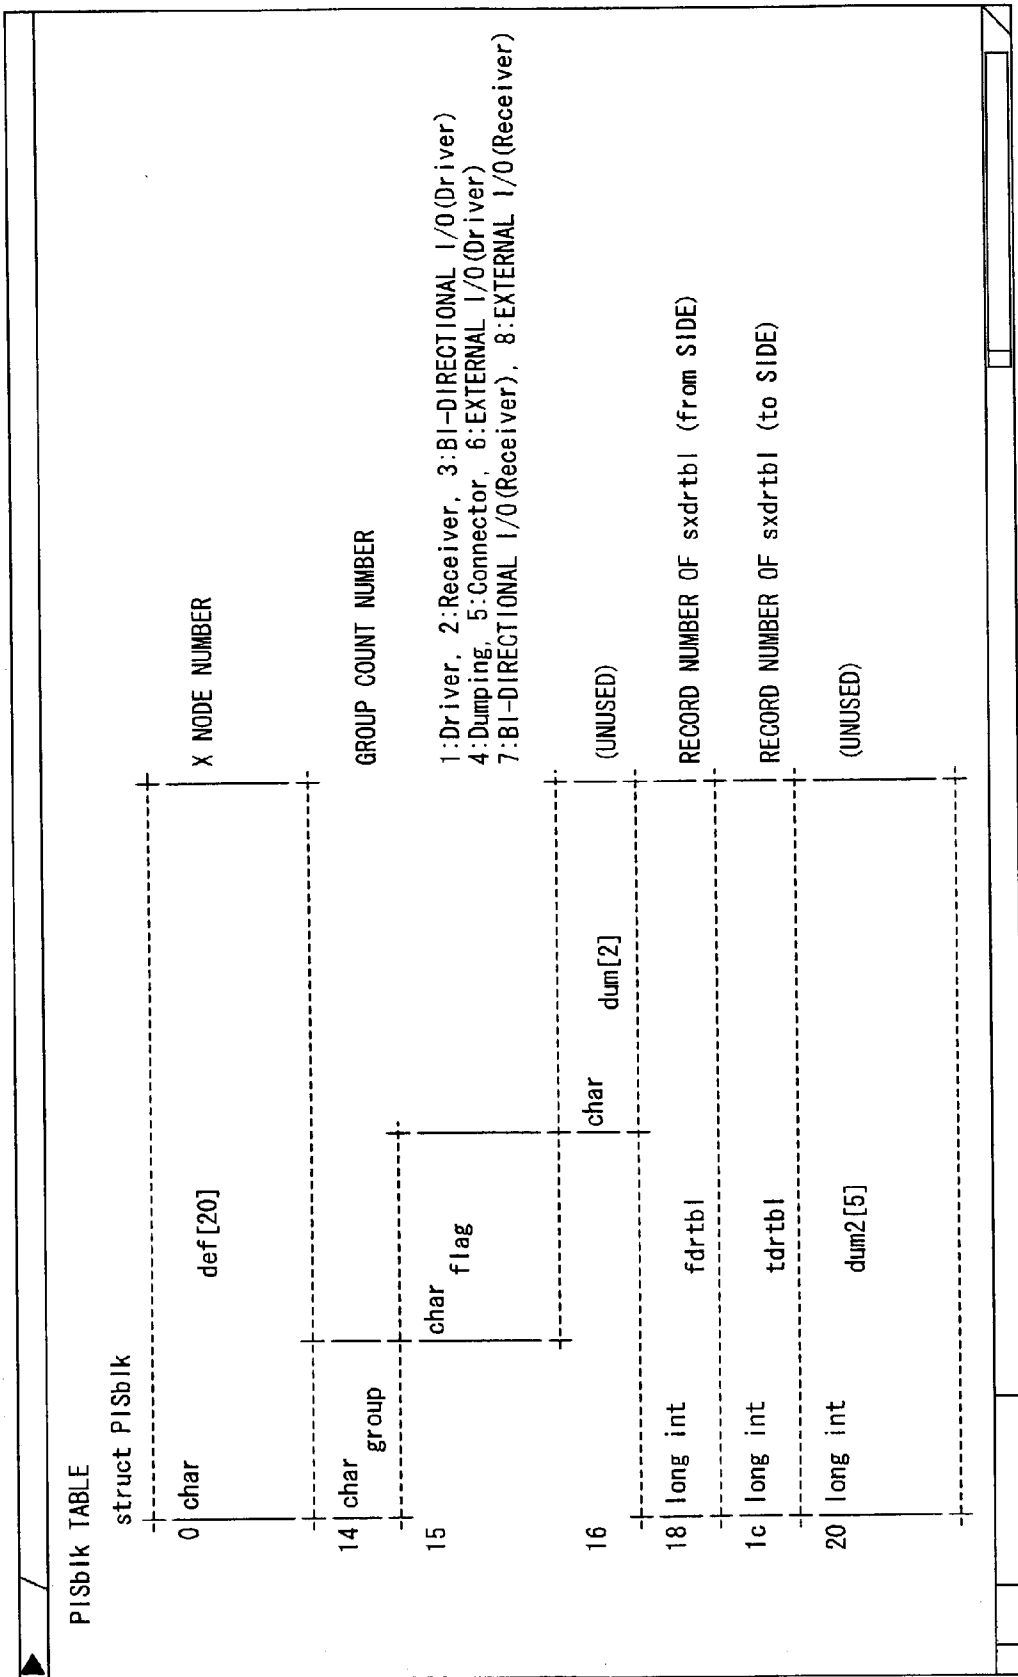 PISblk TABLE
struct PISblk
0 char def[20] X NODE NUMBER
14 char group GROUP COUNT NUMBER
15 char flag 1:Driver, 2:Receiver, 3:BI-DIRECTIONAL I/O(Driver)
4:Dumping, 5:Connector, 6:EXTERNAL I/O(Driver)
7:BI-DIRECTIONAL I/O(Receiver), 8:EXTERNAL I/O(Receiver)
16 char dum[2] (UNUSED)
18 long int fdrtbl RECORD NUMBER OF sxdrtbl (from SIDE)
1c long int tdrtbl RECORD NUMBER OF sxdrtbl (to SIDE)
20 long int dum2[5] (UNUSED)